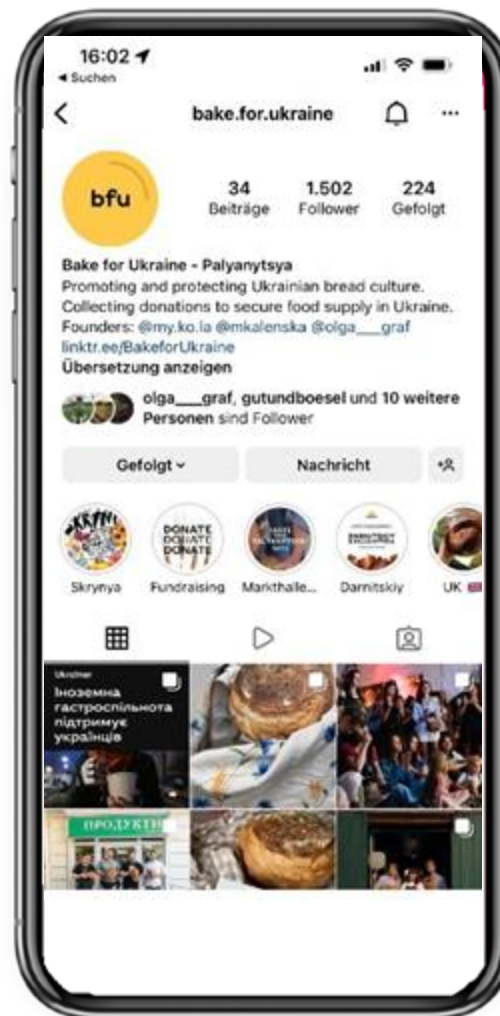 16:02
Suchen
bake.for.ukraine
bfu
34 1.502 224
Beiträge Follower Gefolgt
Bake for Ukraine - Palyanytsya
Promoting and protecting Ukrainian bread culture.
Collecting donations to secure food supply in Ukraine.
Founders: @my.ko.la @mkalenska @olga___graf
linktr.ee/BakeforUkraine
Übersetzung anzeigen
olga___graf, gutundboesel und 10 weitere
Personen sind Follower
Gefolgt
Nachricht
DONATE
DONATE
DONATE
Skrynya Fundraising Markthalle... Darnitskiy UK
Ukraїner
Іноземна
гастроспільнота
підтримує
українців
ПРОДУКТИ